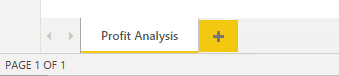 Profit Analysis
PAGE 1 OF 1